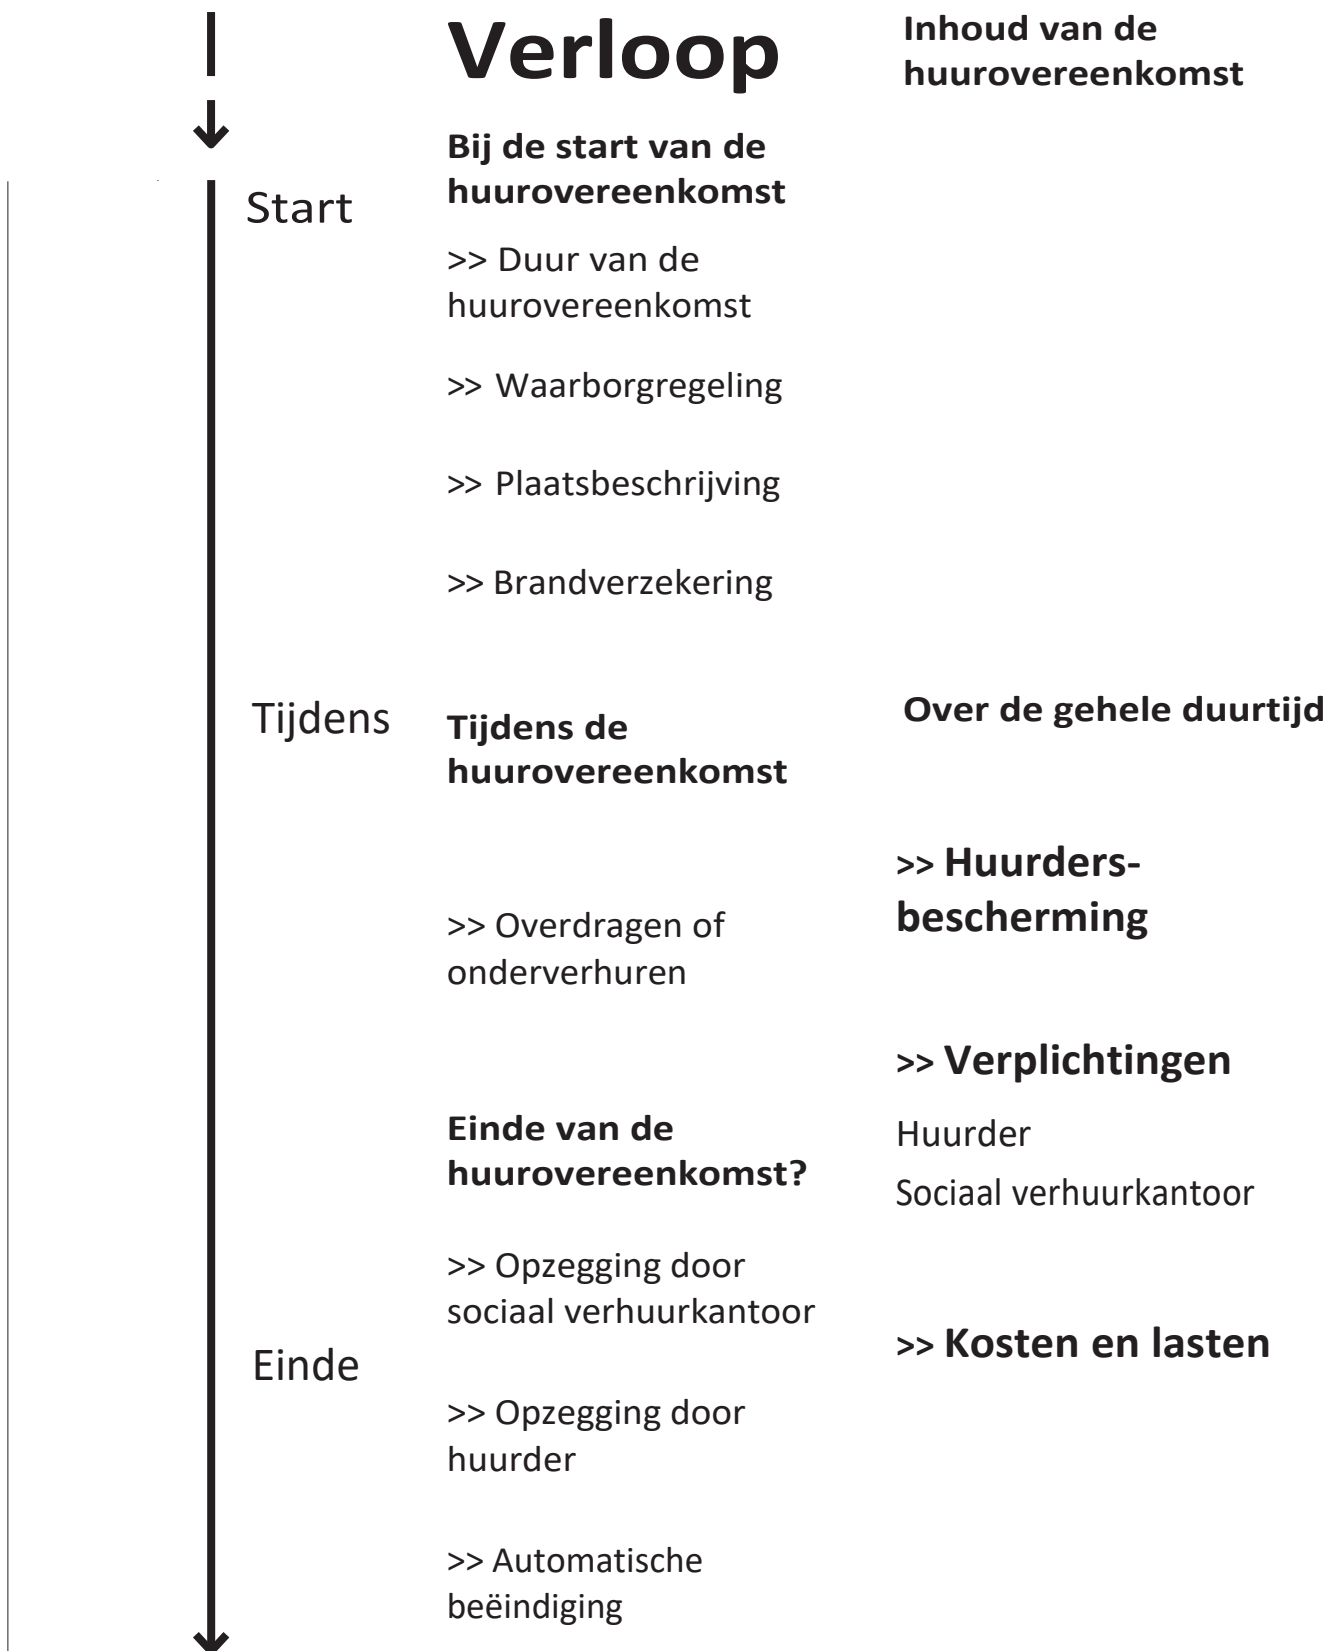 Verloop
Inhoud van de
huurovereenkomst
Start
Bij de start van de
huurovereenkomst
>> Duur van de
huurovereenkomst
>> Waarborgregeling
>> Plaatsbeschrijving
>> Brandverzekering
Tijdens
Tijdens de
huurovereenkomst
>> Overdragen of
onderverhuren
Einde
Einde van de
huurovereenkomst?
>> Opzegging door
sociaal verhuurkantoor
>> Opzegging door
huurder
>> Automatische
beëindiging
Over de gehele duurtijd
>> Huurders-
bescherming
>> Verplichtingen
Huurder
Sociaal verhuurkantoor
>> Kosten en lasten